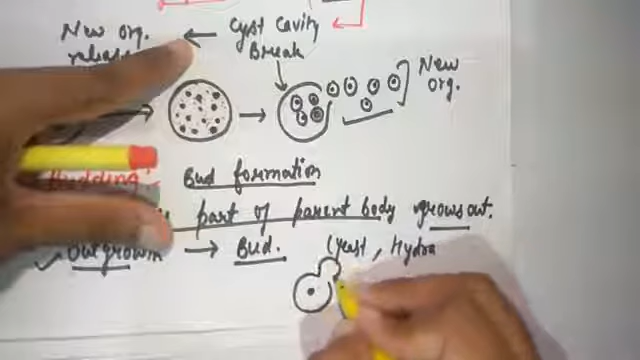 New org. ← Cyst Cavity
Break
New
org.
Budding: Bud formation
part of parent body grows out.
Outgrowth → Bud. (Yeast, Hydra